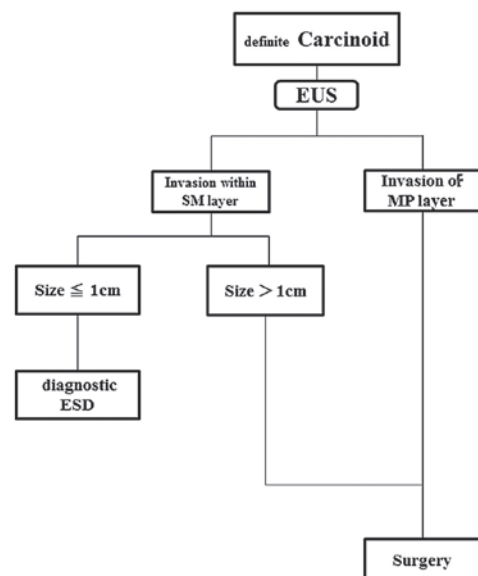 definite Carcinoid
EUS
Invasion within
SM layer
Invasion of
MP layer
Size ≦ 1cm
Size > 1cm
diagnostic
ESD
Surgery